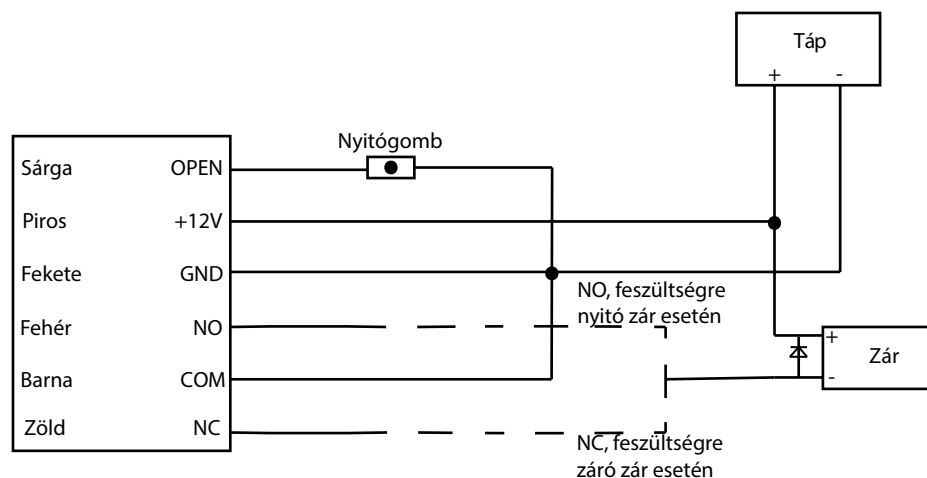 Táp
+ -
Nyitógomb
Sárga OPEN
Piros +12V
Fekete GND
NO, feszültségre
nyitó zár esetén
Fehér NO
+
Zár
-
Barna COM
Zöld NC
NC, feszültségre
záró zár esetén